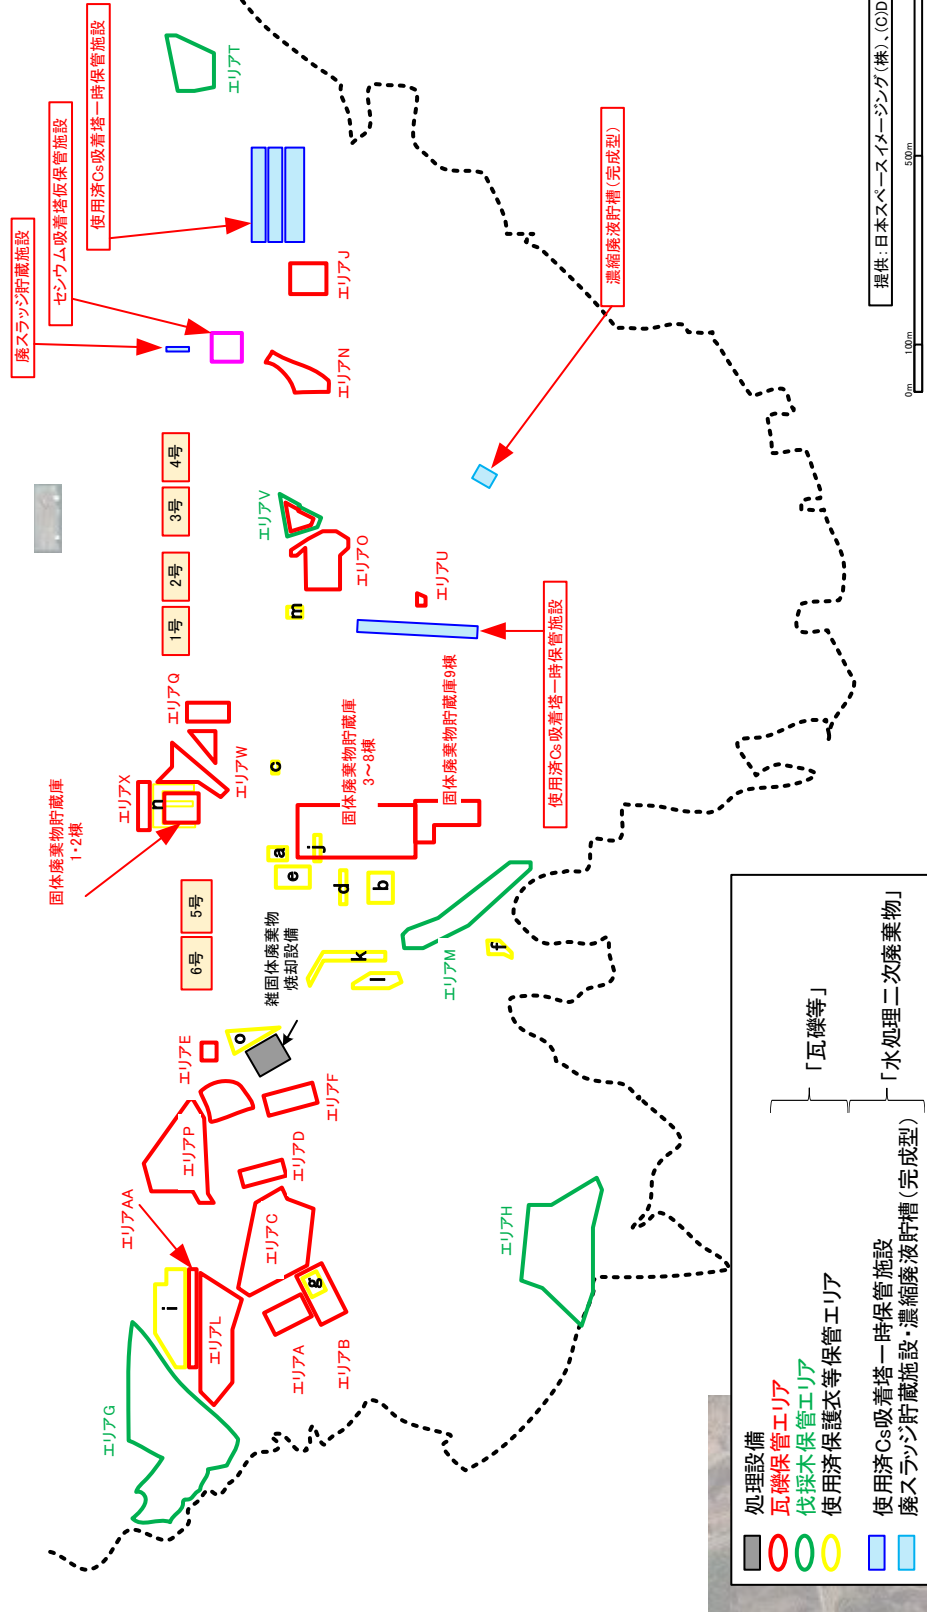 廃スラッジ貯蔵施設
セシウム吸着塔仮保管施設
使用済Cs吸着塔一時保管施設
エリアT
エリアJ
エリアN
濃縮廃液貯槽(完成型)
提供:日本スペースイメージング(株)、(C)D
0m
100m
500m
4号
3号
2号
1号
エリアV
エリアO
エリアU
m
使用済Cs吸着塔一時保管施設
エリアQ
エリアW
エリアX
n
固体廃棄物貯蔵庫
1・2棟
c
固体廃棄物貯蔵庫
3~8棟
固体廃棄物貯蔵庫9棟
a
j
e
d
b
5号
6号
雑固体廃棄物
焼却設備
k
l
エリアM
f
エリアE
o
エリアF
エリアP
エリアD
エリアAA
エリアC
i
エリアL
g
エリアA
エリアB
エリアG
エリアH
処理設備
瓦礫保管エリア
伐採木保管エリア
使用済保護衣等保管エリア
「瓦礫等」
使用済Cs吸着塔一時保管施設
廃スラッジ貯蔵施設・濃縮廃液貯槽(完成型)
「水処理二次廃棄物」